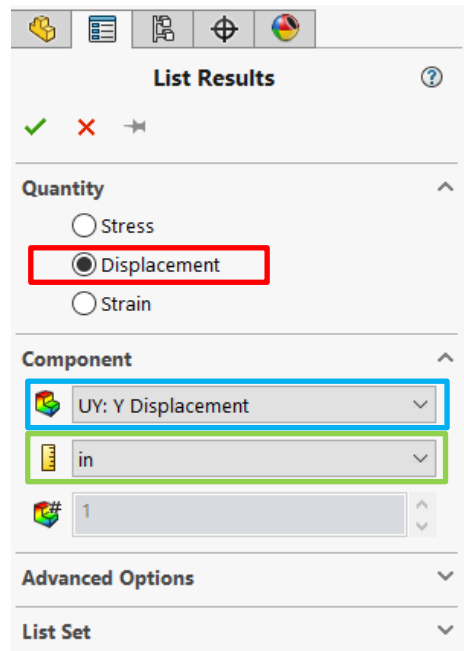 List Results
Quantity
Stress
Displacement
Strain
Component
UY: Y Displacement
in
1
Advanced Options
List Set